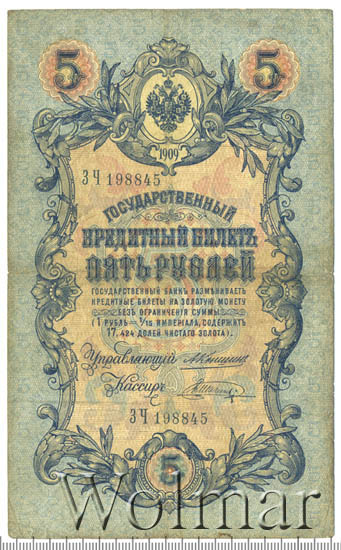 5 5
1909
ЗЧ 198845
ГОСУДАРСТВЕННЫЙ
КРЕДИТНЫЙ БИЛЕТЪ
ПЯТЬ РУБЛЕЙ
ГОСУДАРСТВЕННЫЙ БАНКЪ РАЗМѢНИВАЕТЪ
КРЕДИТНЫЕ БИЛЕТЫ НА ЗОЛОТУЮ МОНЕТУ
БЕЗЪ ОГРАНИЧЕНІЯ СУММЫ
(1 РУБЛЬ = 1/15 ИМПЕРІАЛА, СОДЕРЖИТЪ
17,424 ДОЛЕЙ ЧИСТАГО ЗОЛОТА).
Управляющій
Кассиръ
ЗЧ 198845
5
Wolmar